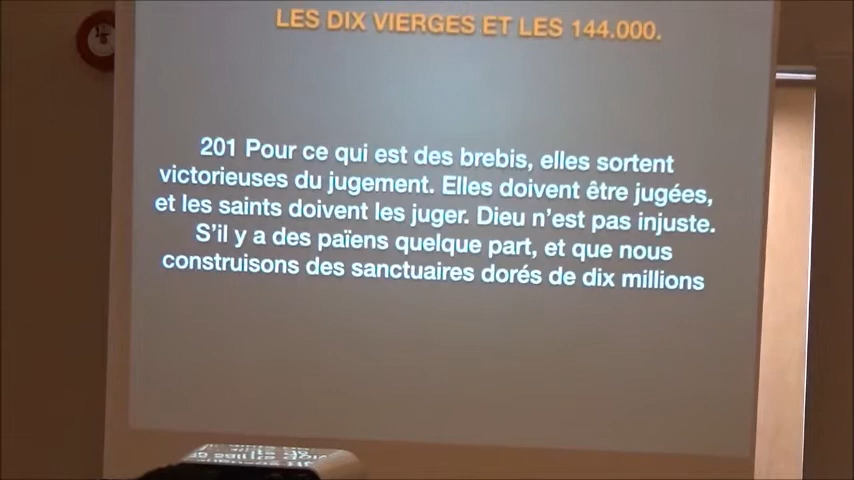 LES DIX VIERGES ET LES 144.000.
201 Pour ce qui est des brebis, elles sortent
victorieuses du jugement. Elles doivent être jugées,
et les saints doivent les juger. Dieu n'est pas injuste.
S'il y a des païens quelque part, et que nous
construisons des sanctuaires dorés de dix millions